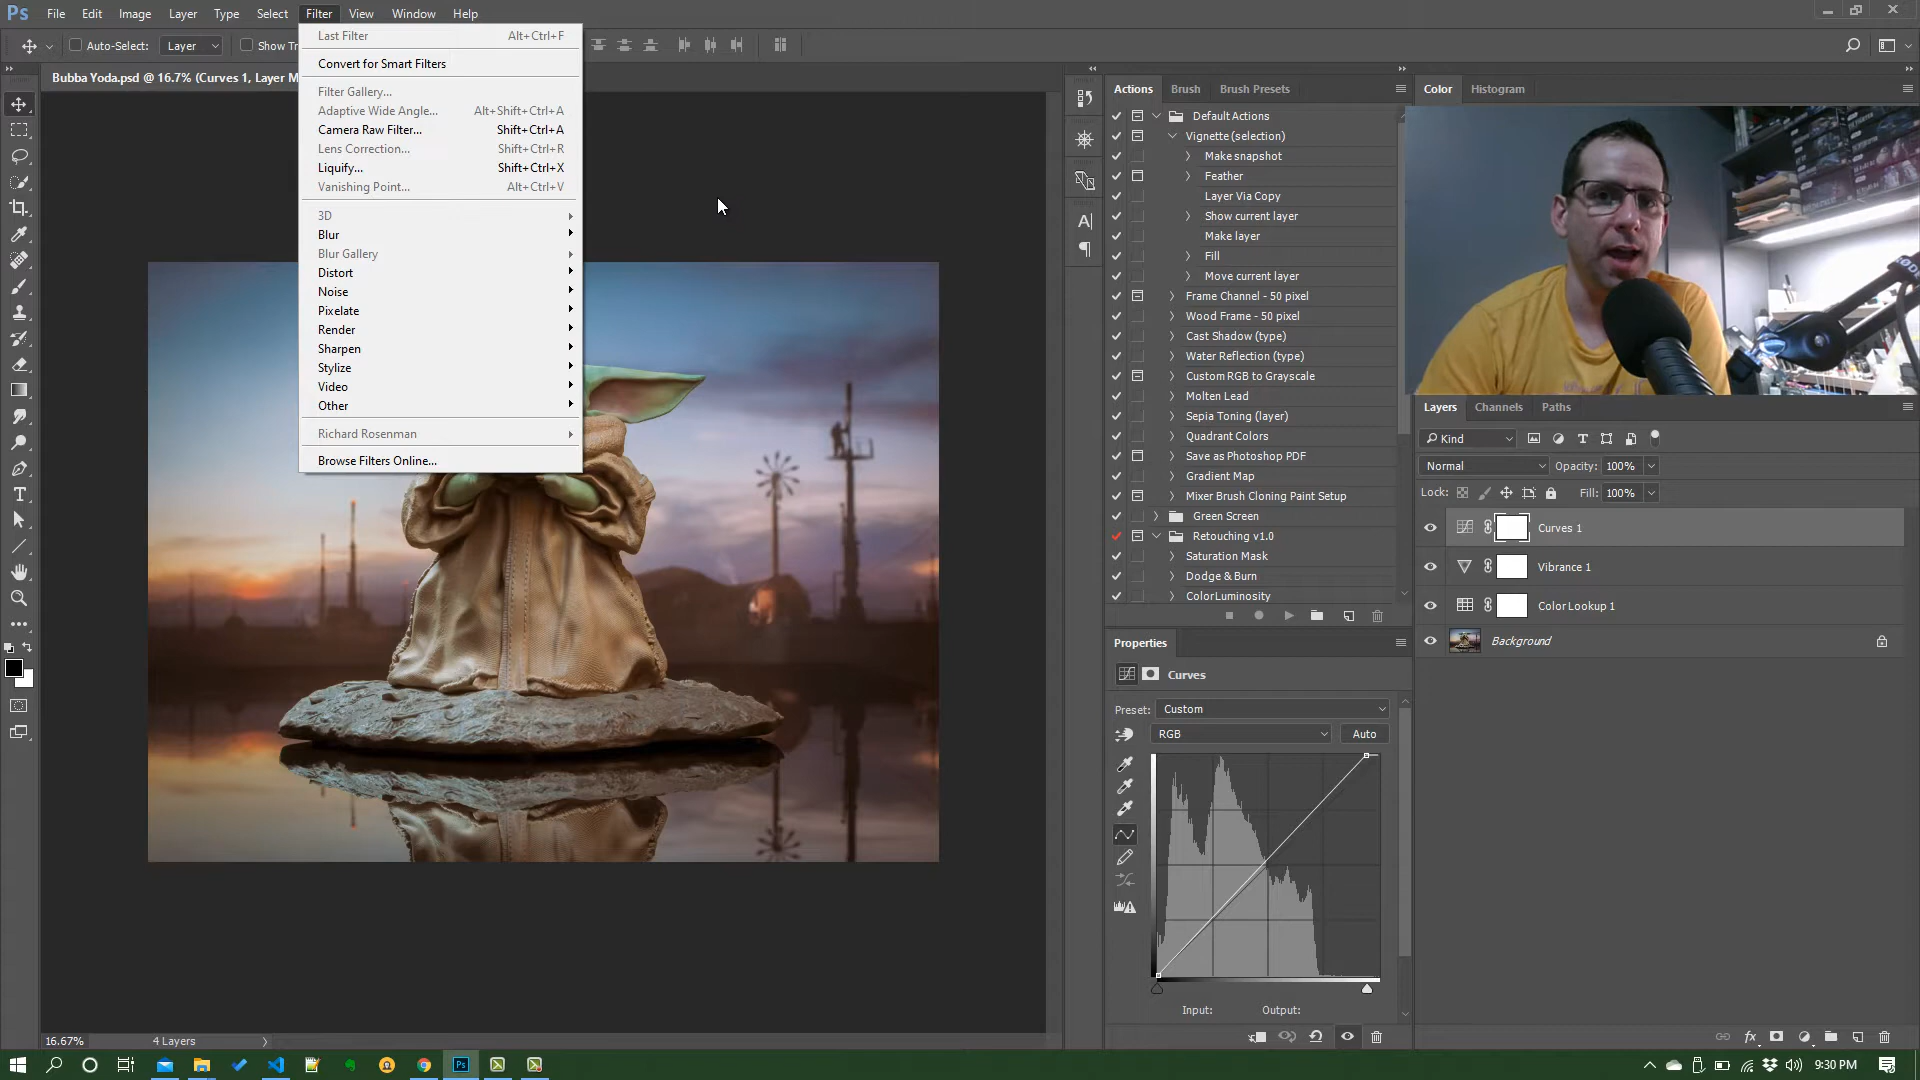 Ps File Edit Image Layer Type Select Filter View Window Help
Auto-Select: Layer Show Tr
Bubba Yoda.psd @ 16.7% (Curves 1, Layer M
Last Filter Alt+Ctrl+F
Convert for Smart Filters
Filter Gallery...
Adaptive Wide Angle... Alt+Shift+Ctrl+A
Camera Raw Filter... Shift+Ctrl+A
Lens Correction... Shift+Ctrl+R
Liquify... Shift+Ctrl+X
Vanishing Point... Alt+Ctrl+V
3D
Blur
Blur Gallery
Distort
Noise
Pixelate
Render
Sharpen
Stylize
Video
Other
Richard Rosenman
Browse Filters Online...
16.67% 4 Layers
Actions Brush Brush Presets
Default Actions
Vignette (selection)
Make snapshot
Feather
Layer Via Copy
Show current layer
Make layer
Fill
Move current layer
Frame Channel - 50 pixel
Wood Frame - 50 pixel
Cast Shadow (type)
Water Reflection (type)
Custom RGB to Grayscale
Molten Lead
Sepia Toning (layer)
Quadrant Colors
Save as Photoshop PDF
Gradient Map
Mixer Brush Cloning Paint Setup
Green Screen
Retouching v1.0
Saturation Mask
Dodge & Burn
ColorLuminosity
Properties
Curves
Preset: Custom
RGB Auto
Input: Output:
Color Histogram
Layers Channels Paths
Kind
Normal Opacity: 100%
Lock: Fill: 100%
Curves 1
Vibrance 1
Color Lookup 1
Background
fx
Ps 9:30 PM